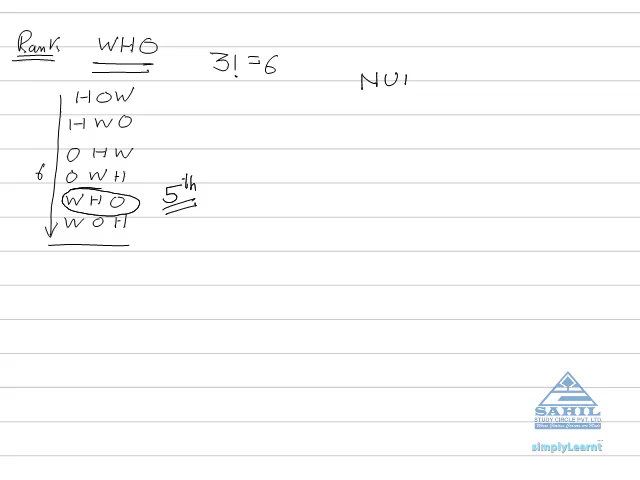 Rank WHO 3! = 6
NUI
HOW
HWO
OHW
6 OWH
WHO 5th
WOH
SAHIL
STUDY CIRCLE PVT. LTD.
simplyLearnt